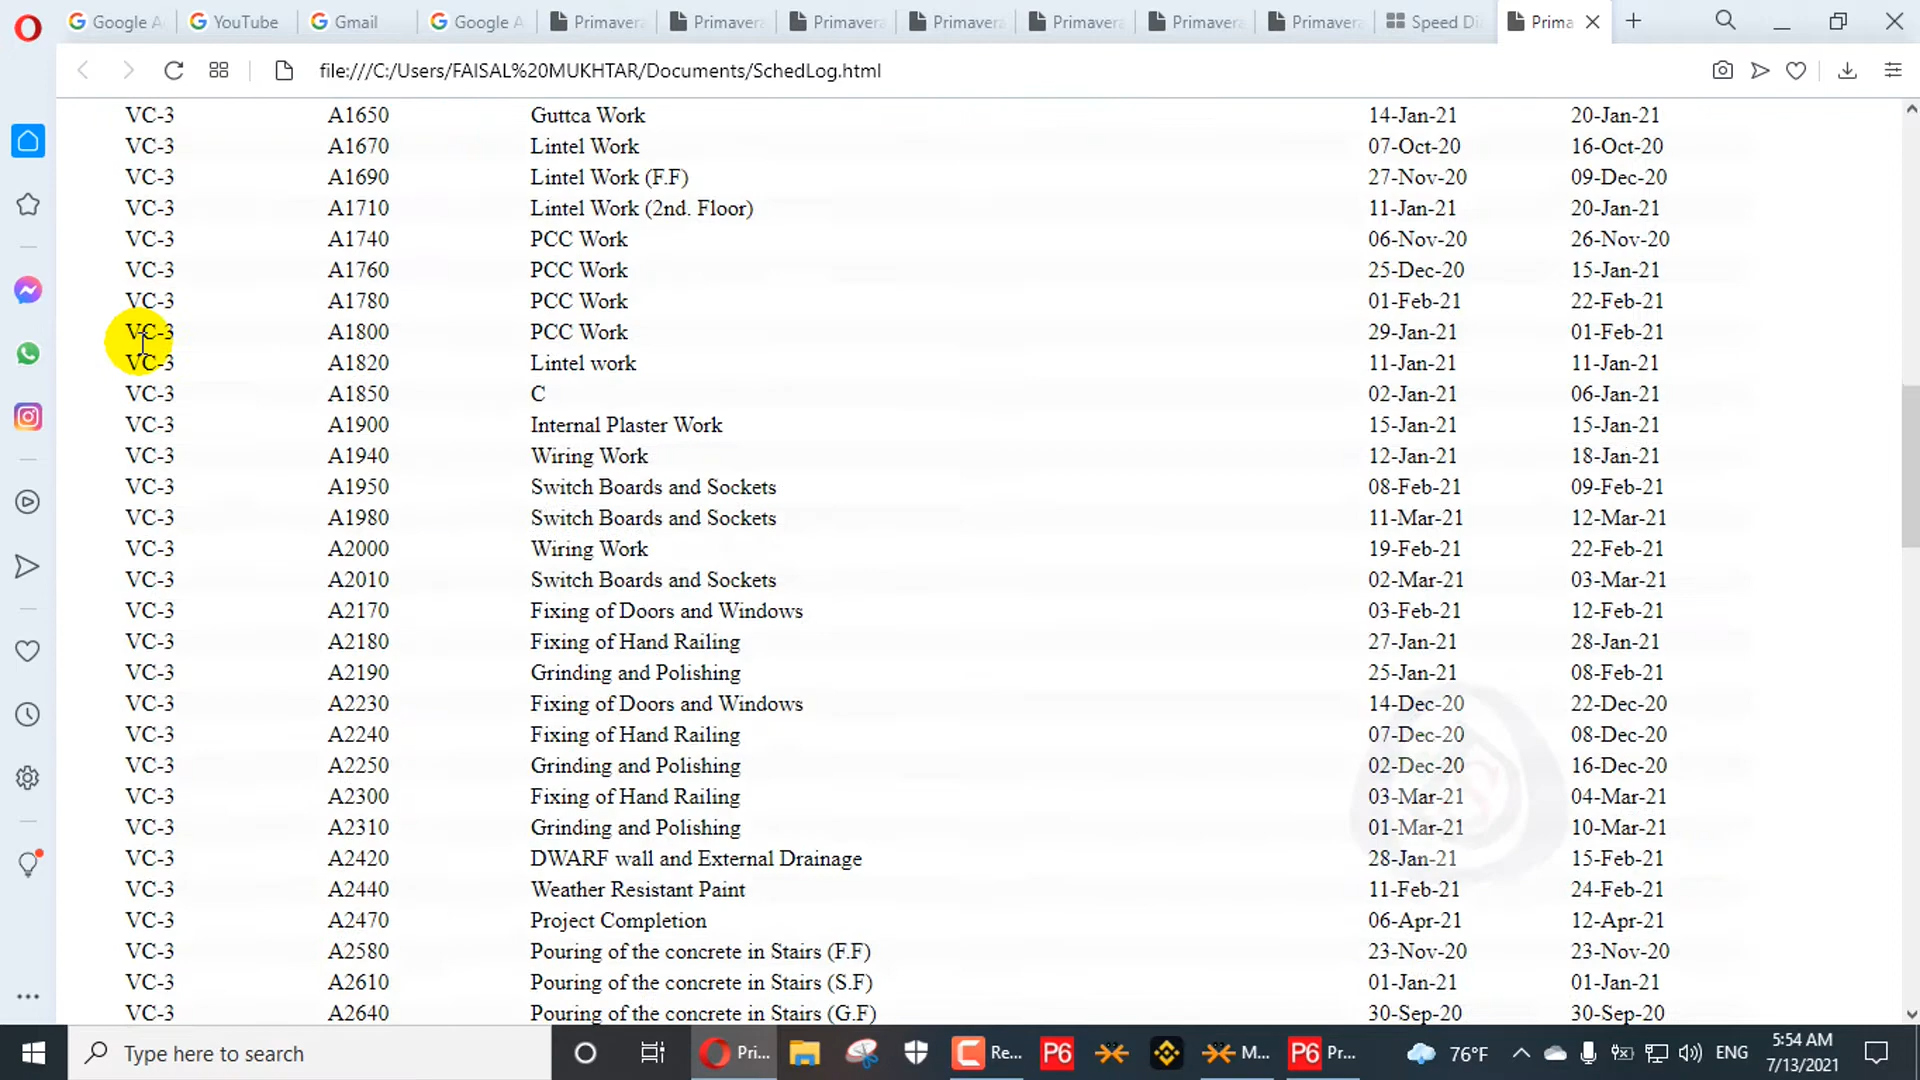 Google A
YouTube
Gmail
Google A
Primavera
Primavera
Primavera
Primavera
Primavera
Primavera
Primavera
Speed Di
Prima
file:///C:/Users/FAISAL%20MUKHTAR/Documents/SchedLog.html
VC-3 A1650 Guttca Work 14-Jan-21 20-Jan-21
VC-3 A1670 Lintel Work 07-Oct-20 16-Oct-20
VC-3 A1690 Lintel Work (F.F) 27-Nov-20 09-Dec-20
VC-3 A1710 Lintel Work (2nd. Floor) 11-Jan-21 20-Jan-21
VC-3 A1740 PCC Work 06-Nov-20 26-Nov-20
VC-3 A1760 PCC Work 25-Dec-20 15-Jan-21
VC-3 A1780 PCC Work 01-Feb-21 22-Feb-21
VC-3 A1800 PCC Work 29-Jan-21 01-Feb-21
VC-3 A1820 Lintel work 11-Jan-21 11-Jan-21
VC-3 A1850 C 02-Jan-21 06-Jan-21
VC-3 A1900 Internal Plaster Work 15-Jan-21 15-Jan-21
VC-3 A1940 Wiring Work 12-Jan-21 18-Jan-21
VC-3 A1950 Switch Boards and Sockets 08-Feb-21 09-Feb-21
VC-3 A1980 Switch Boards and Sockets 11-Mar-21 12-Mar-21
VC-3 A2000 Wiring Work 19-Feb-21 22-Feb-21
VC-3 A2010 Switch Boards and Sockets 02-Mar-21 03-Mar-21
VC-3 A2170 Fixing of Doors and Windows 03-Feb-21 12-Feb-21
VC-3 A2180 Fixing of Hand Railing 27-Jan-21 28-Jan-21
VC-3 A2190 Grinding and Polishing 25-Jan-21 08-Feb-21
VC-3 A2230 Fixing of Doors and Windows 14-Dec-20 22-Dec-20
VC-3 A2240 Fixing of Hand Railing 07-Dec-20 08-Dec-20
VC-3 A2250 Grinding and Polishing 02-Dec-20 16-Dec-20
VC-3 A2300 Fixing of Hand Railing 03-Mar-21 04-Mar-21
VC-3 A2310 Grinding and Polishing 01-Mar-21 10-Mar-21
VC-3 A2420 DWARF wall and External Drainage 28-Jan-21 15-Feb-21
VC-3 A2440 Weather Resistant Paint 11-Feb-21 24-Feb-21
VC-3 A2470 Project Completion 06-Apr-21 12-Apr-21
VC-3 A2580 Pouring of the concrete in Stairs (F.F) 23-Nov-20 23-Nov-20
VC-3 A2610 Pouring of the concrete in Stairs (S.F) 01-Jan-21 01-Jan-21
VC-3 A2640 Pouring of the concrete in Stairs (G.F) 30-Sep-20 30-Sep-20
Type here to search
Pri...
Re...
P6
M...
P6 Pr...
76°F
ENG
5:54 AM
7/13/2021